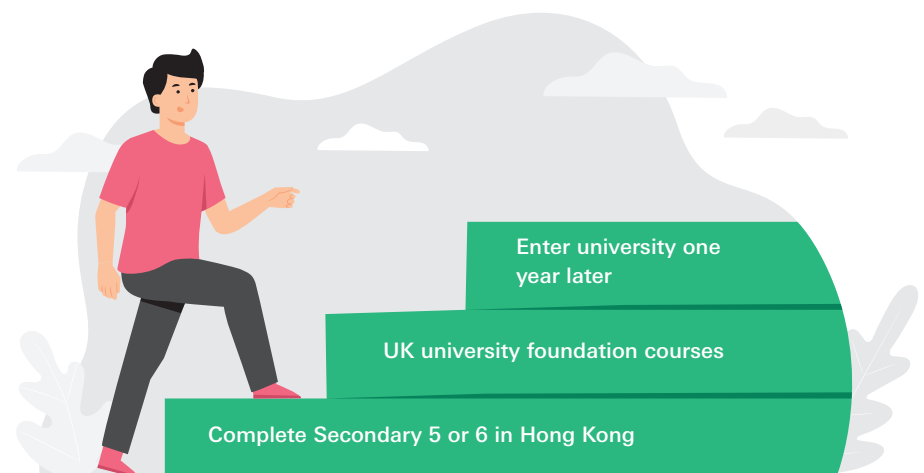 Enter university one
year later
UK university foundation courses
Complete Secondary 5 or 6 in Hong Kong